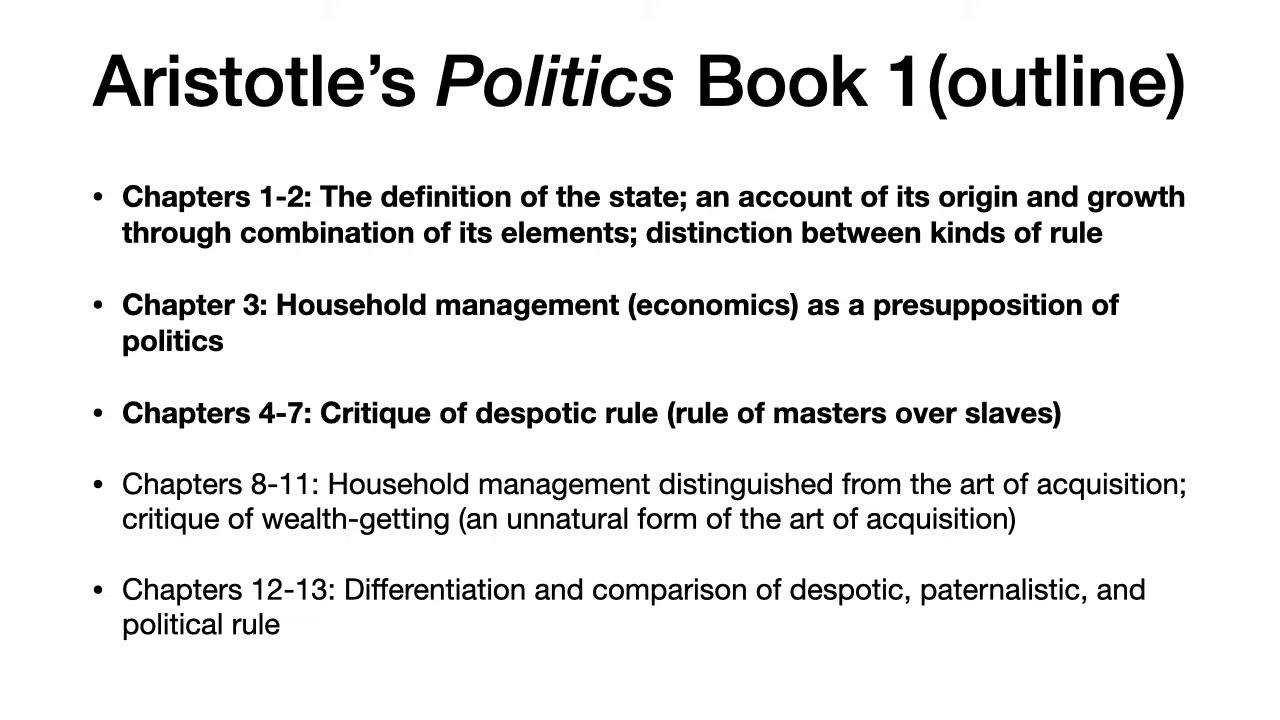 Aristotle’s Politics Book 1(outline)
• Chapters 1-2: The definition of the state; an account of its origin and growth
through combination of its elements; distinction between kinds of rule
• Chapter 3: Household management (economics) as a presupposition of
politics
• Chapters 4-7: Critique of despotic rule (rule of masters over slaves)
• Chapters 8-11: Household management distinguished from the art of acquisition;
critique of wealth-getting (an unnatural form of the art of acquisition)
• Chapters 12-13: Differentiation and comparison of despotic, paternalistic, and
political rule